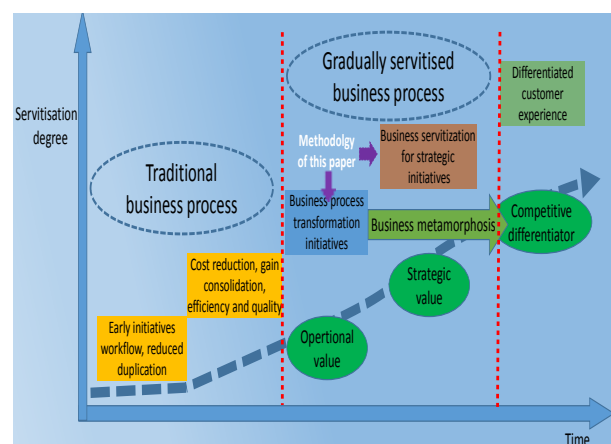 Servitisation
degree
Traditional
business process
Gradually servitised
business process
Differentiated
customer
experience
Methodolgy
of this paper
Business servitization
for strategic
initiatives
Business process
transformation
initiatives
Business metamorphosis
Competitive
differentiator
Cost reduction, gain
consolidation,
efficiency and quality
Strategic
value
Early initiatives
workflow, reduced
duplication
Opertional
value
Time